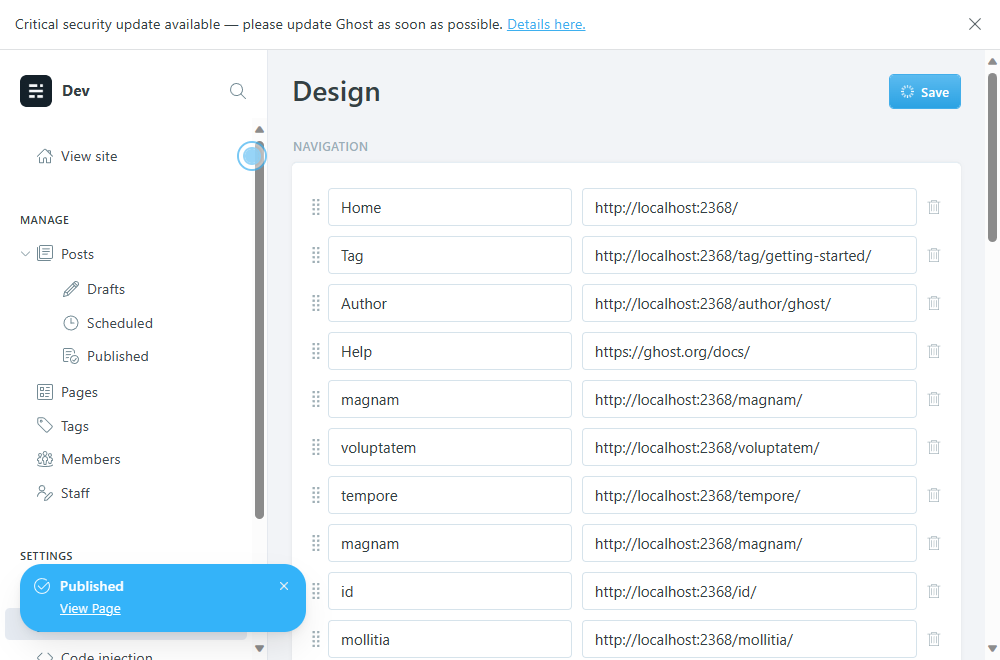 Critical security update available — please update Ghost as soon as possible. Details here.
Dev
Design
Save
View site
NAVIGATION
Home http://localhost:2368/
MANAGE
Tag http://localhost:2368/tag/getting-started/
Posts
Drafts
Author http://localhost:2368/author/ghost/
Scheduled
Help https://ghost.org/docs/
Published
Pages
magnam http://localhost:2368/magnam/
Tags
voluptatem http://localhost:2368/voluptatem/
Members
Staff
tempore http://localhost:2368/tempore/
magnam http://localhost:2368/magnam/
SETTINGS
Published
View Page
id http://localhost:2368/id/
mollitia http://localhost:2368/mollitia/
Code injection